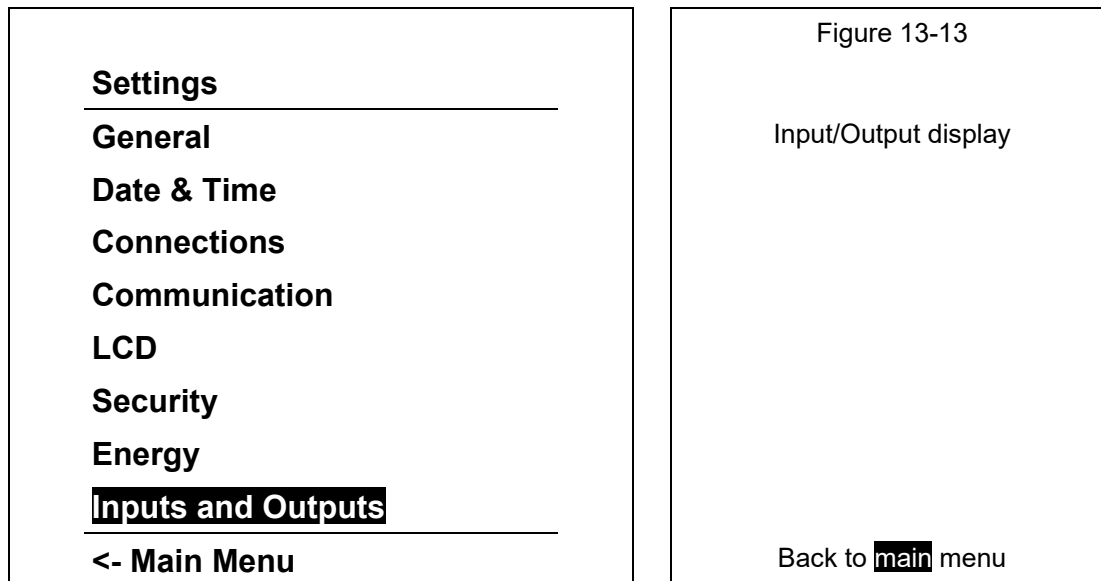 Settings
General
Date & Time
Connections
Communication
LCD
Security
Energy
Inputs and Outputs
<- Main Menu
Figure 13-13
Input/Output display
Back to main menu